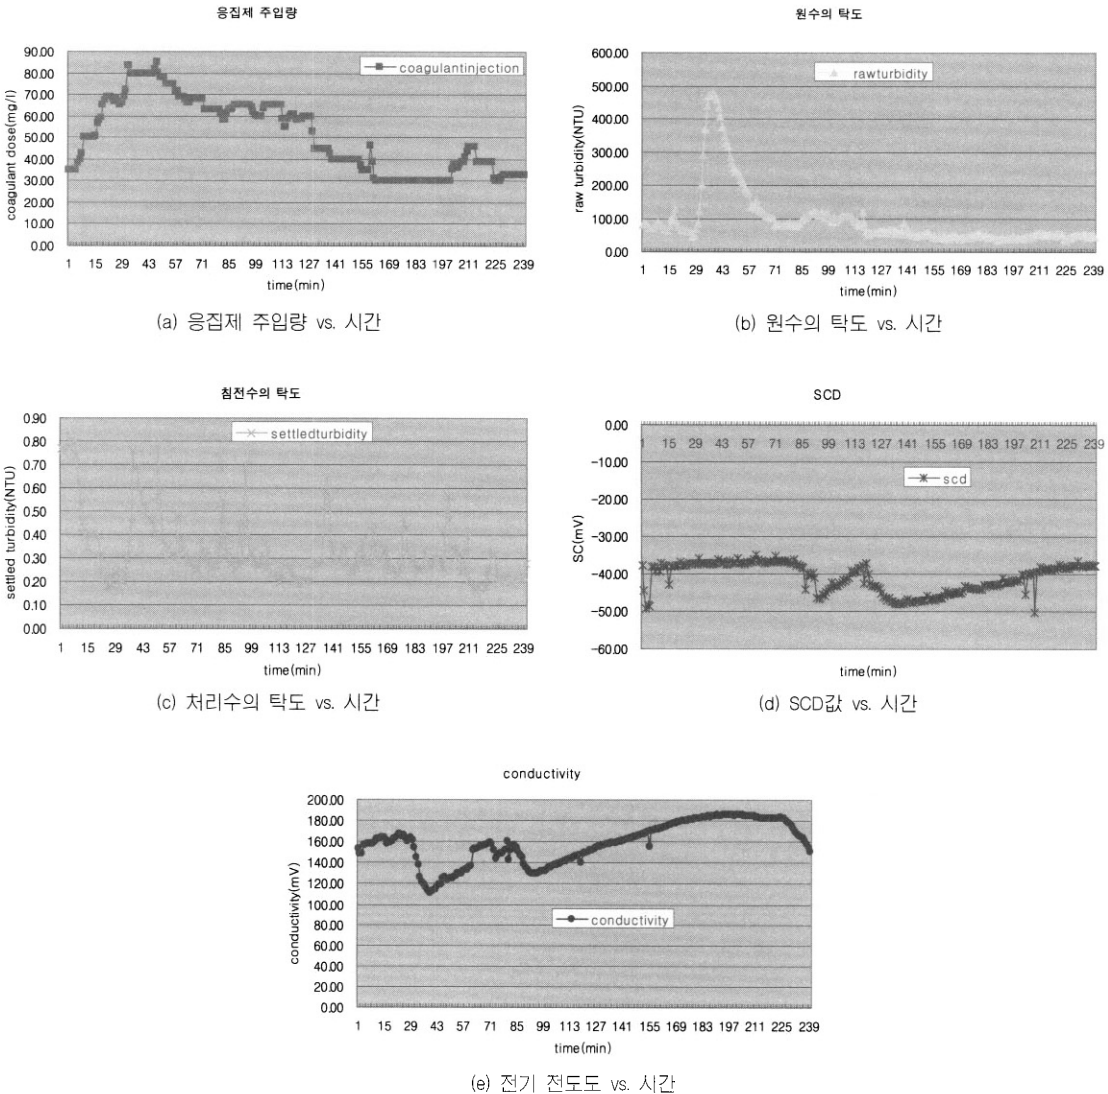 응집제 주입량
90.00
80.00
70.00
60.00
50.00
40.00
30.00
20.00
10.00
0.00
coagulant dose(mg/l)
coagulantinjection
1 15 29 43 57 71 85 99 113 127 141 155 169 183 197 211 225 239
time(min)
(a) 응집제 주입량 vs. 시간
원수의 탁도
600.00
500.00
400.00
300.00
200.00
100.00
0.00
raw turbidity(NTU)
rawturbidity
1 15 29 43 57 71 85 99 113 127 141 155 169 183 197 211 225 239
time(min)
(b) 원수의 탁도 vs. 시간
침전수의 탁도
0.90
0.80
0.70
0.60
0.50
0.40
0.30
0.20
0.10
0.00
settled turbidity(NTU)
settledturbidity
1 15 29 43 57 71 85 99 113 127 141 155 169 183 197 211 225 239
time(min)
(c) 처리수의 탁도 vs. 시간
SCD
0.00
-10.00
-20.00
-30.00
-40.00
-50.00
-60.00
SC(mV)
1 15 29 43 57 71 85 99 113 127 141 155 169 183 197 211 225 239
scd
time(min)
(d) SCD값 vs. 시간
conductivity
200.00
180.00
160.00
140.00
120.00
100.00
80.00
60.00
40.00
20.00
0.00
conductivity(mV)
conductivity
1 15 29 43 57 71 85 99 113 127 141 155 169 183 197 211 225 239
time(min)
(e) 전기 전도도 vs. 시간